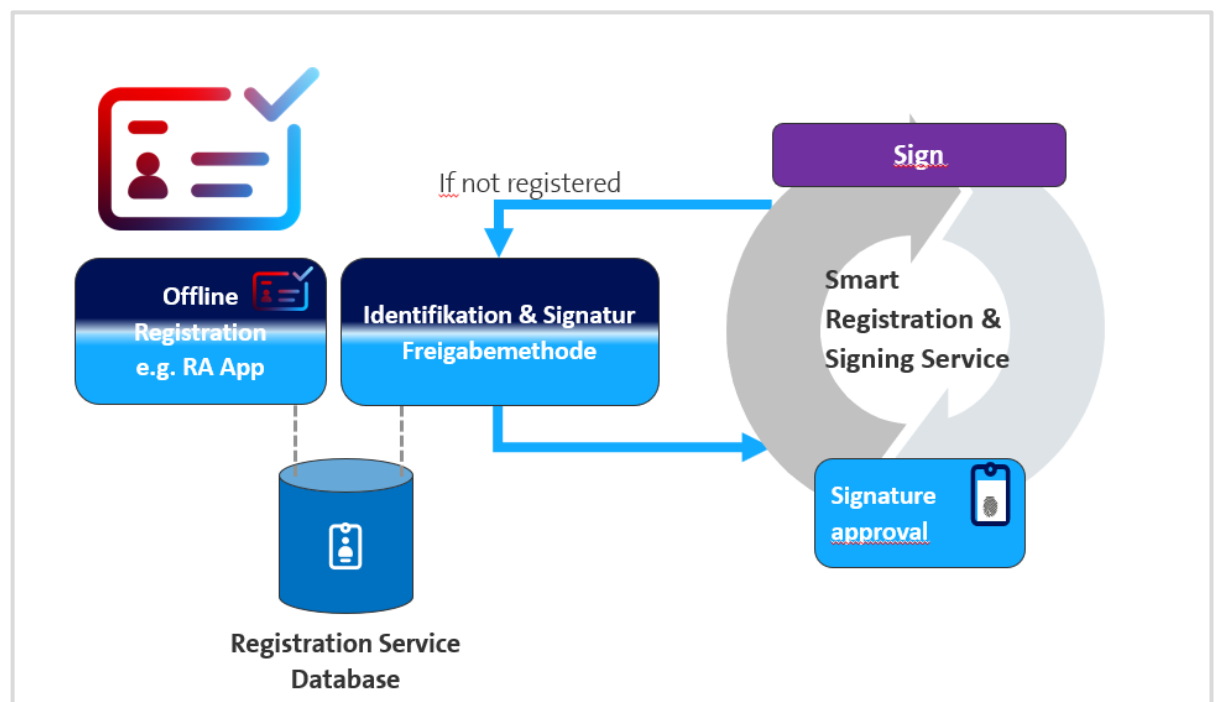 Sign
If not registered
Smart
Registration &
Signing Service
Offline
Registration
e.g. RA App
Identifikation & Signatur
Freigabemethode
Signature
approval
Registration Service
Database